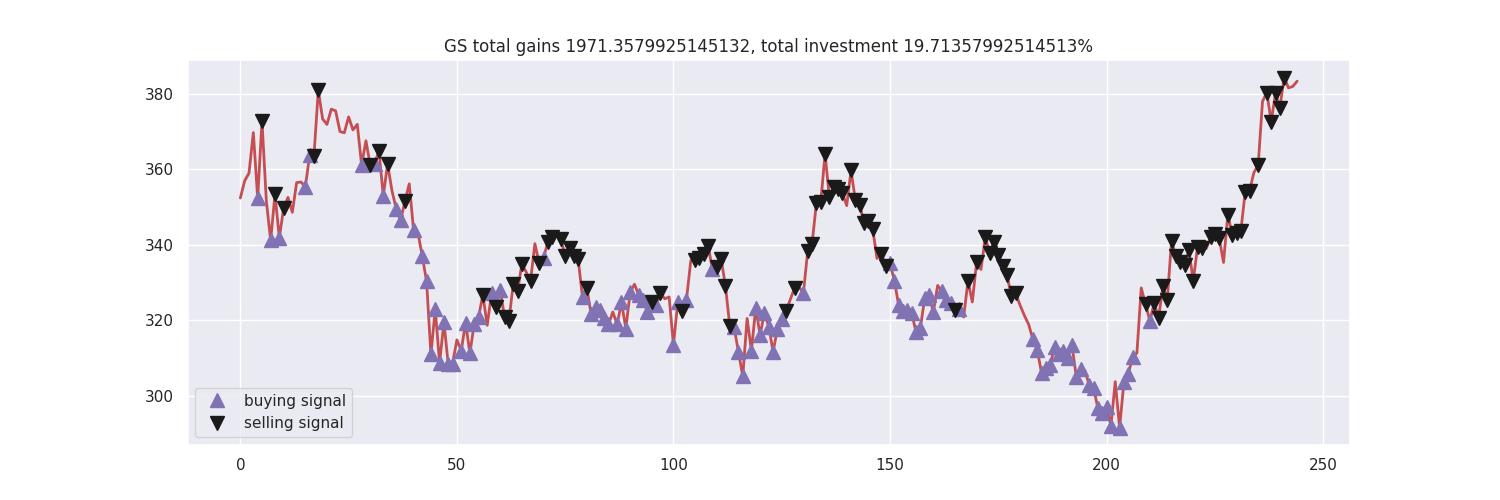 GS total gains 1971.3579925145132, total investment 19.71357992514513%
380
360
340
320
300
buying signal
selling signal
0 50 100 150 200 250